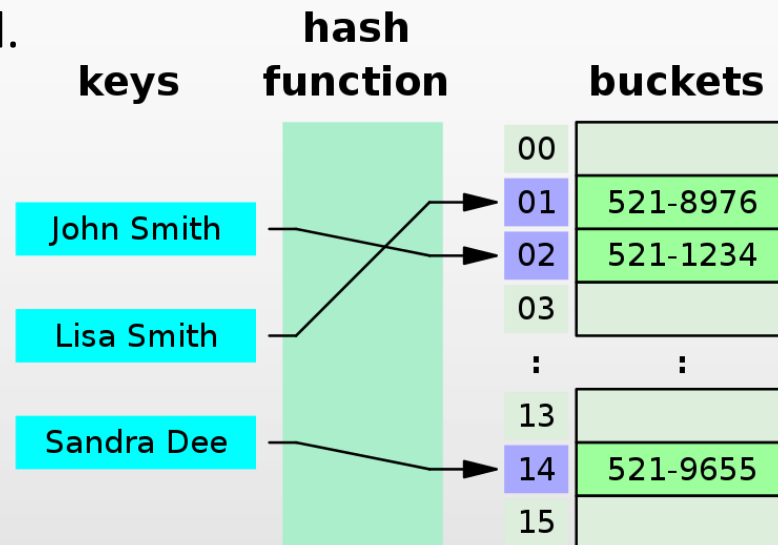 hash
keys function buckets
00
01 521-8976
John Smith
02 521-1234
03
Lisa Smith
: :
13
Sandra Dee
14 521-9655
15